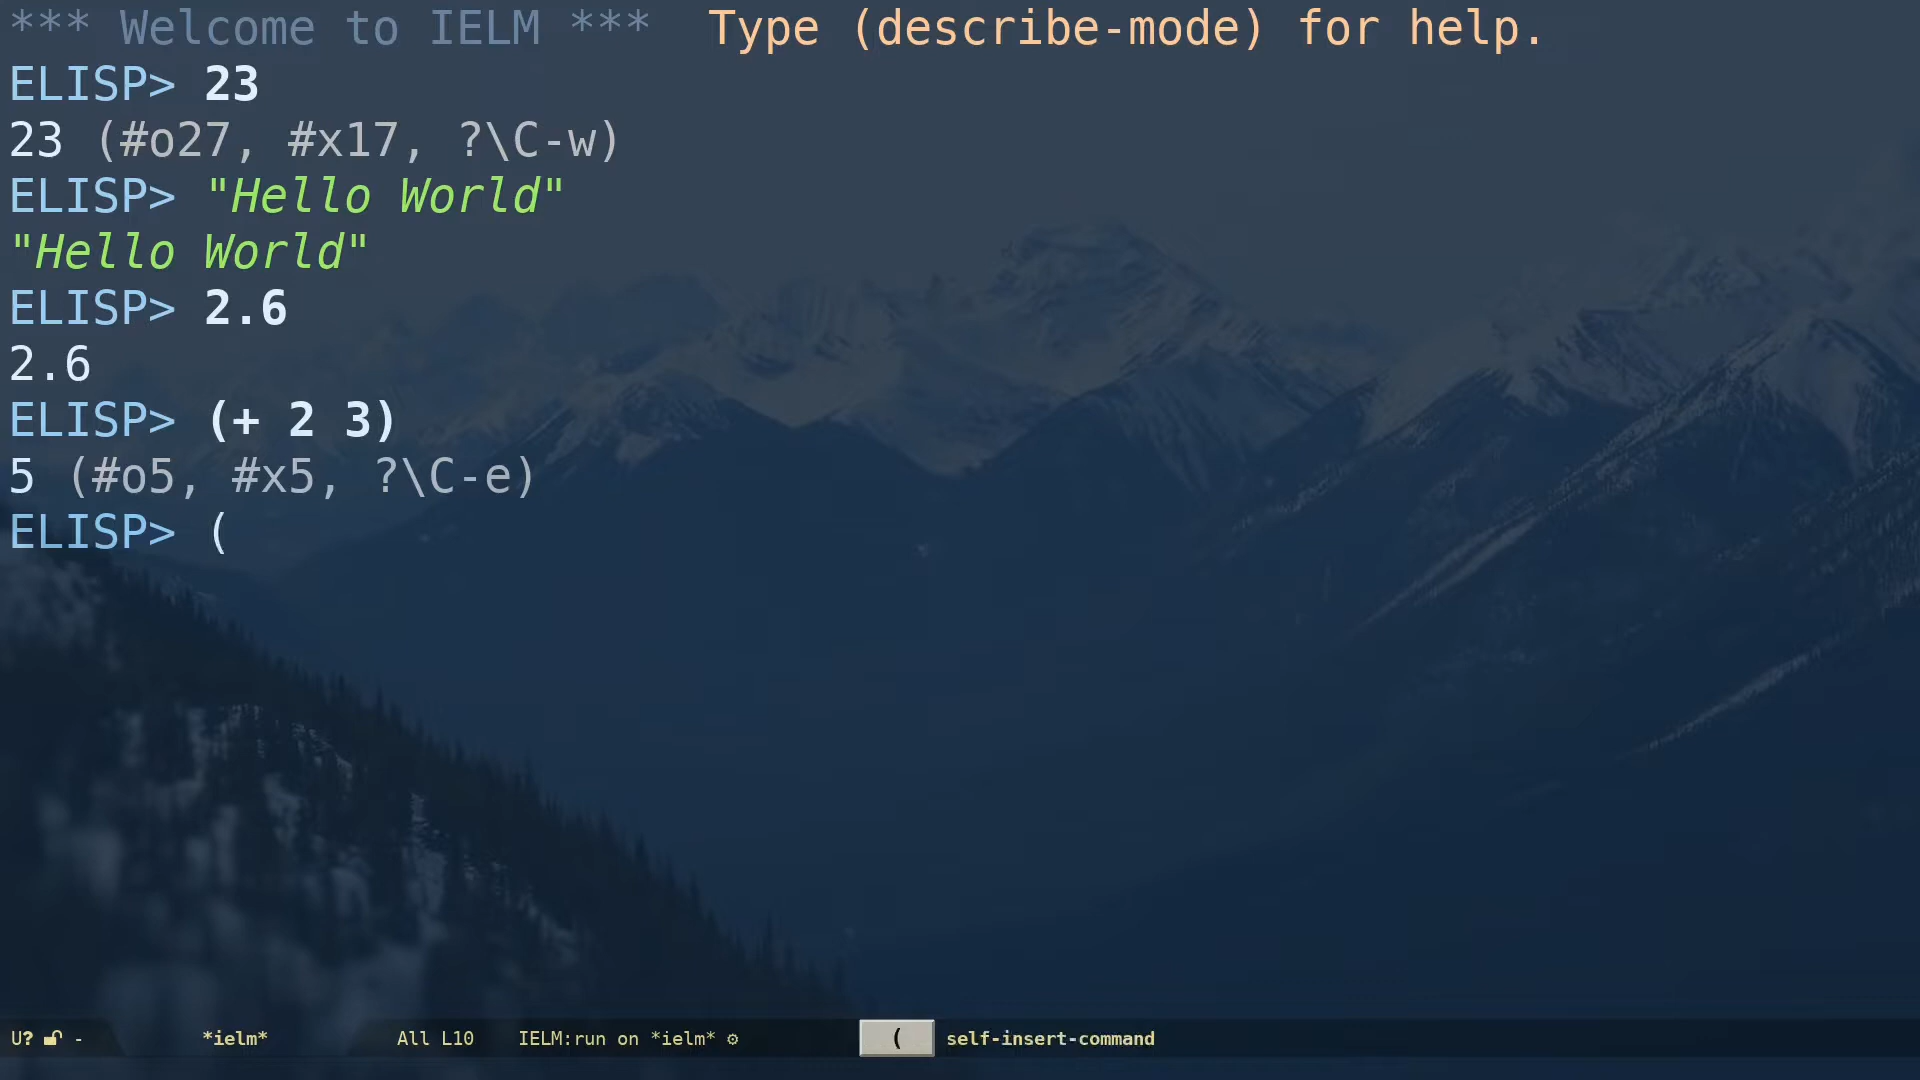 *** Welcome to IELM ***  Type (describe-mode) for help.
ELISP> 23
23 (#o27, #x17, ?\C-w)
ELISP> "Hello World"
"Hello World"
ELISP> 2.6
2.6
ELISP> (+ 2 3)
5 (#o5, #x5, ?\C-e)
ELISP> (
U? - *ielm* All L10 IELM:run on *ielm* ⚙ ( self-insert-command